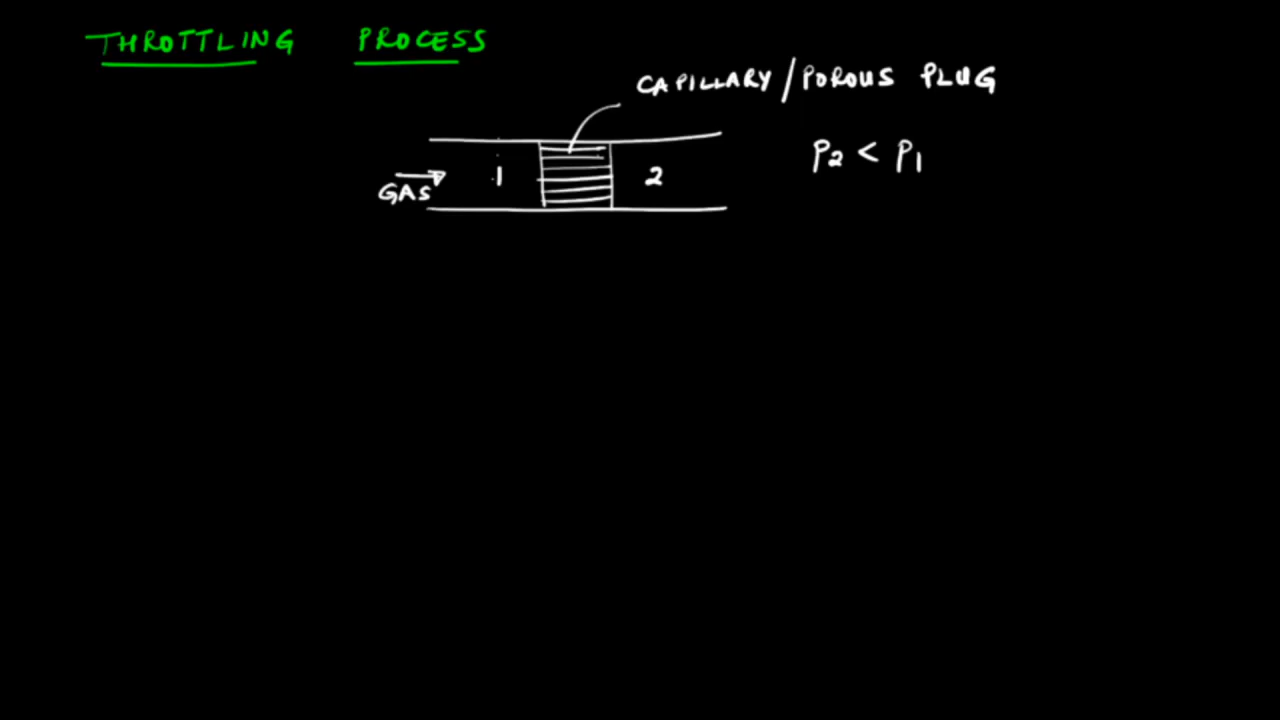 THROTTLING PROCESS
CAPILLARY/POROUS PLUG
P2 < P1
1 2
GAS